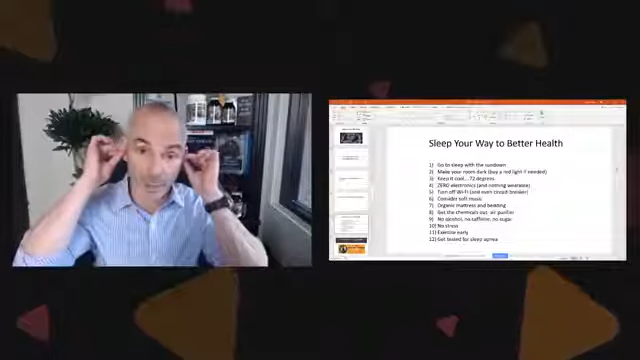 Sleep Your Way to Better Health
1) Go to sleep with the sundown
2) Make your room dark (buy a red light if needed)
3) Keep it cool....72 degrees
4) ZERO electronics (and nothing wearable)
5) Turn off Wi-Fi (and even circuit breaker)
6) Consider soft music
7) Organic mattress and bedding
8) Get the chemicals out air purifier
9) No alcohol, no caffeine, no sugar
10) No stress
11) Exercise early
12) Get tested for sleep apnea